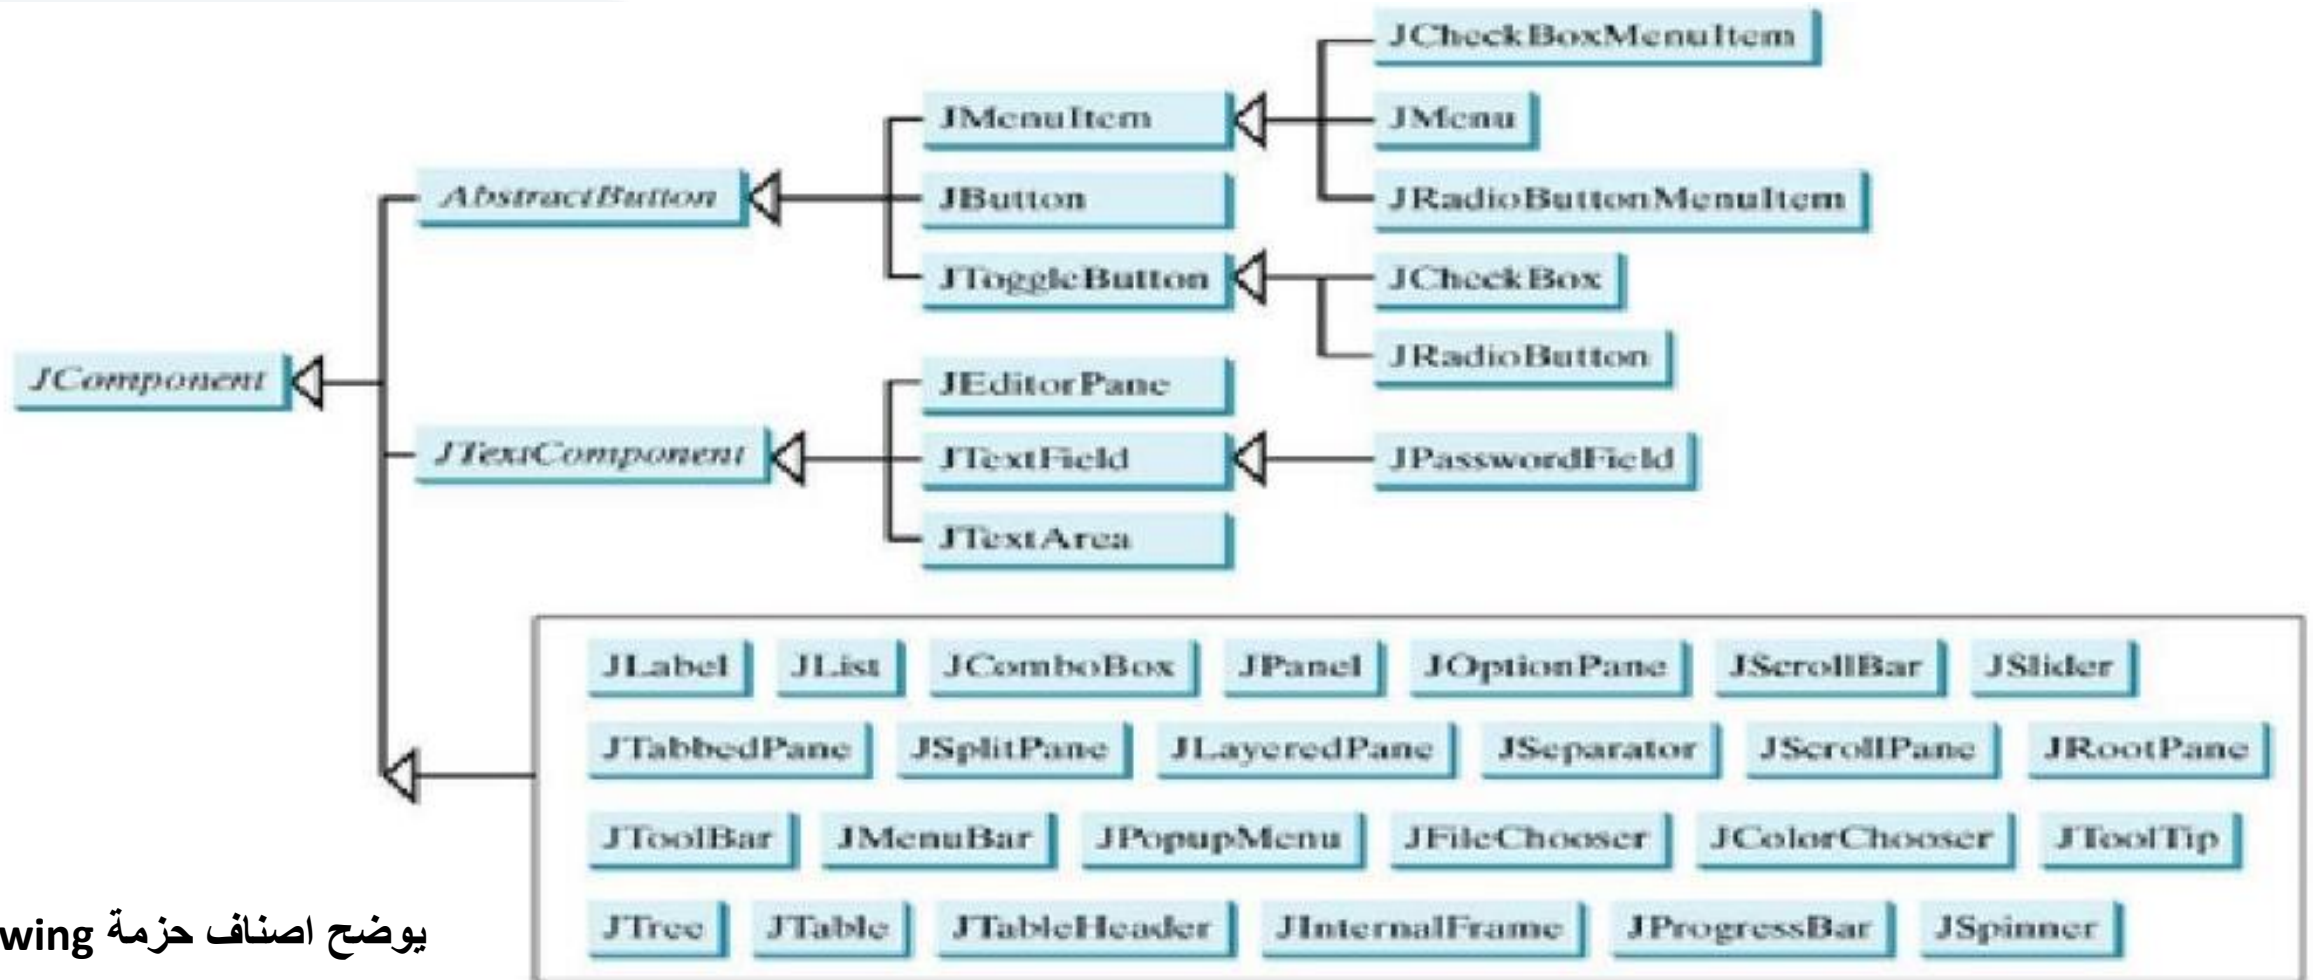 JCheckBoxMenuItem
JMenuItem
JMenu
AbstractButton
JButton
JRadioButtonMenuItem
JToggleButton
JCheckBox
JRadioButton
JComponent
JEditorPane
JTextComponent
JTextField
JPasswordField
JTextArea
JLabel JList JComboBox JPanel JOptionPane JScrollBar JSlider
JTabbedPane JSplitPane JLayeredPane JSeparator JScrollPane JRootPane
JToolBar JMenuBar JPopupMenu JFileChooser JColorChooser JToolTip
JTree JTable JTableHeader JInternalFrame JProgressBar JSpinner
يوضح اصناف حزمة wing